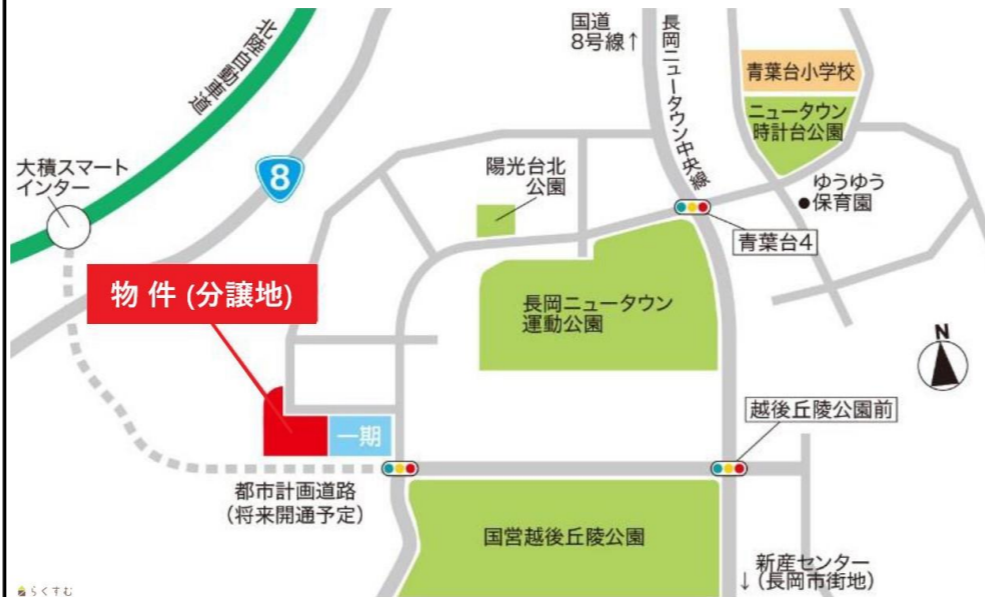 国道
8号線↑
長岡ニュータウン中央線
北陸自動車道
青葉台小学校
ニュータウン
時計台公園
大積スマート
インター
8
陽光台北
公園
ゆうゆう
●保育園
青葉台4
物件(分譲地)
長岡ニュータウン
運動公園
N
越後丘陵公園前
一期
都市計画道路
(将来開通予定)
国営越後丘陵公園
新産センター
↓(長岡市街地)
らくすむ